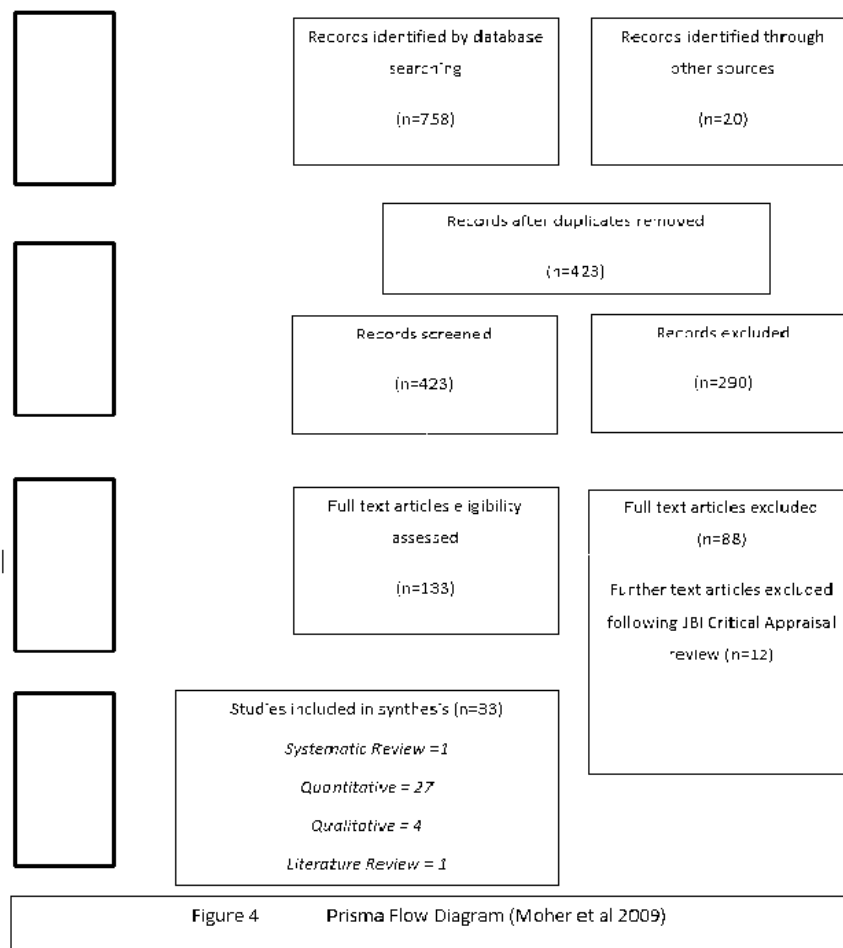 Records identified by database
searching
(n=758)
Records identified through
other sources
(n=20)
Records after duplicates removed
(n=423)
Records screened
(n=423)
Records excluded
(n=290)
Full text articles eligibility
assessed
(n=133)
Full text articles excluded
(n=88)
Further text articles excluded
following JBI Critical Appraisal
review (n=12)
Studies included in synthesis (n=33)
Systematic Review =1
Quantitative = 27
Qualitative = 4
Literature Review = 1
Figure 4 Prisma Flow Diagram (Moher et al 2009)